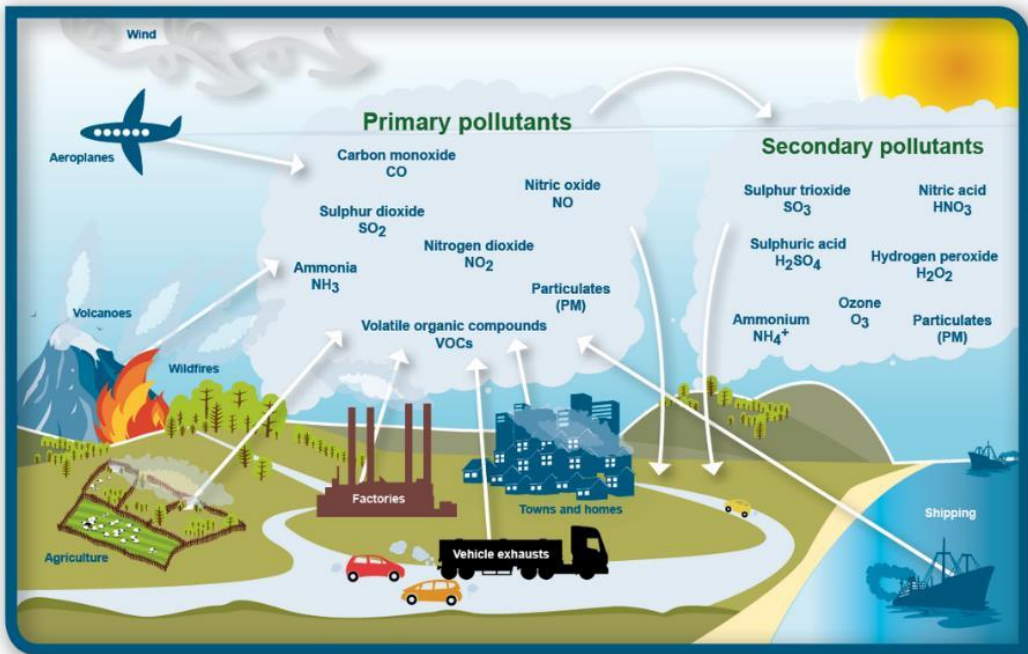 Wind
Aeroplanes
Primary pollutants
Carbon monoxide
CO
Nitric oxide
NO
Sulphur dioxide
SO2
Nitrogen dioxide
NO2
Ammonia
NH3
Particulates
(PM)
Volatile organic compounds
VOCs
Secondary pollutants
Sulphur trioxide
SO3
Nitric acid
HNO3
Sulphuric acid
H2SO4
Hydrogen peroxide
H2O2
Ozone
O3
Ammonium
NH4+
Particulates
(PM)
Volcanoes
Wildfires
Agriculture
Factories
Towns and homes
Vehicle exhausts
Shipping